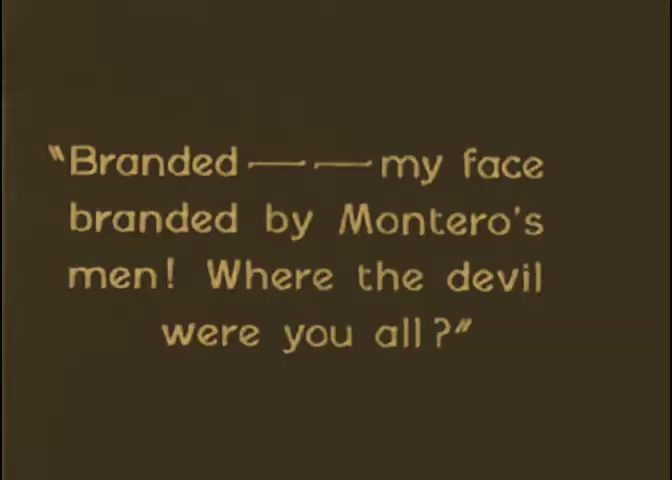 "Branded — — my face
branded by Montero's
men! Where the devil
were you all?"